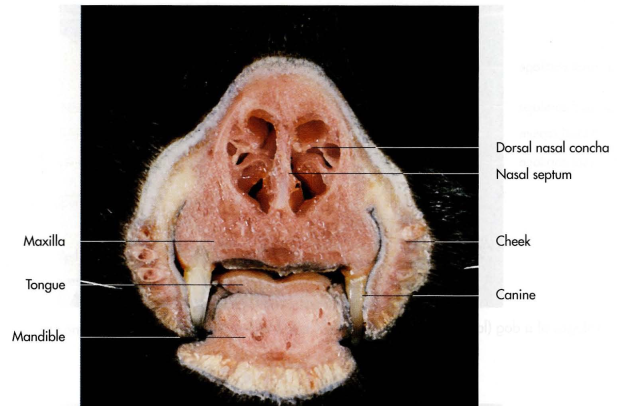 Dorsal nasal concha
Nasal septum
Maxilla
Cheek
Tongue
Canine
Mandible